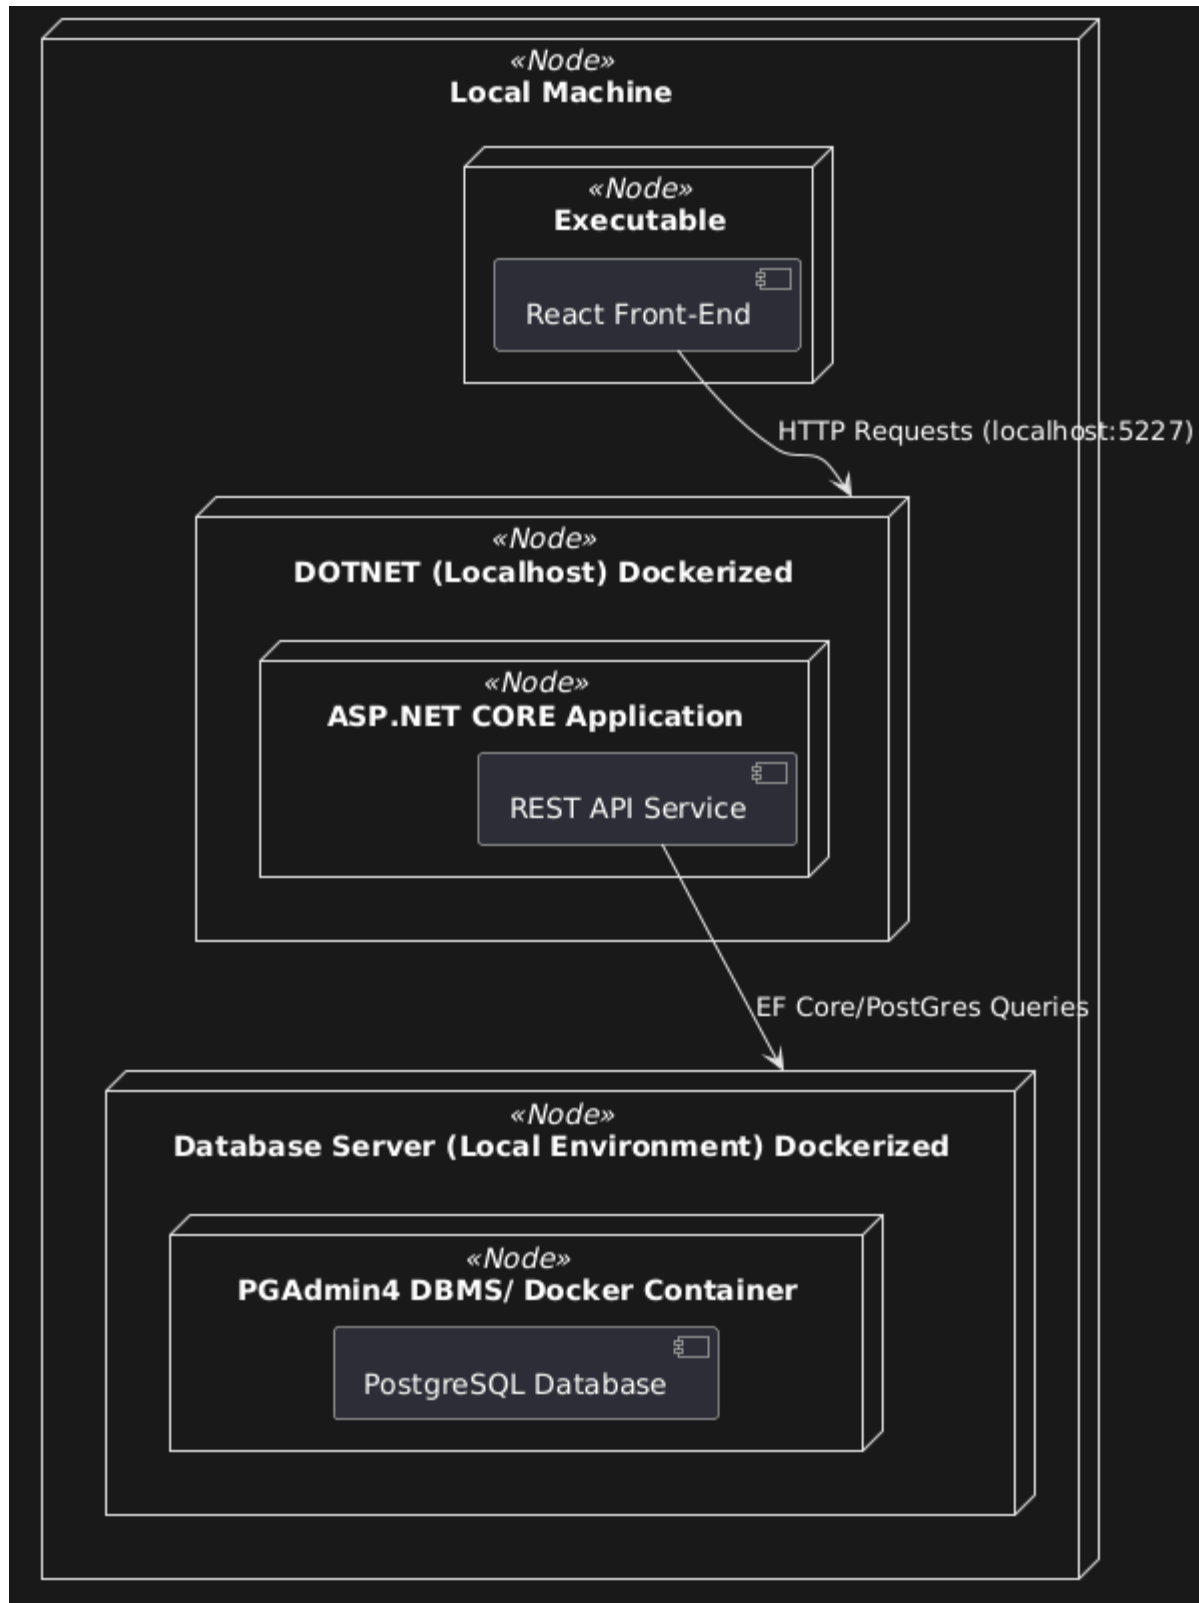 «Node»
Local Machine
«Node»
Executable
React Front-End
HTTP Requests (localhost:5227)
«Node»
DOTNET (Localhost) Dockerized
«Node»
ASP.NET CORE Application
REST API Service
EF Core/PostGres Queries
«Node»
Database Server (Local Environment) Dockerized
«Node»
PGAdmin4 DBMS/ Docker Container
PostgreSQL Database